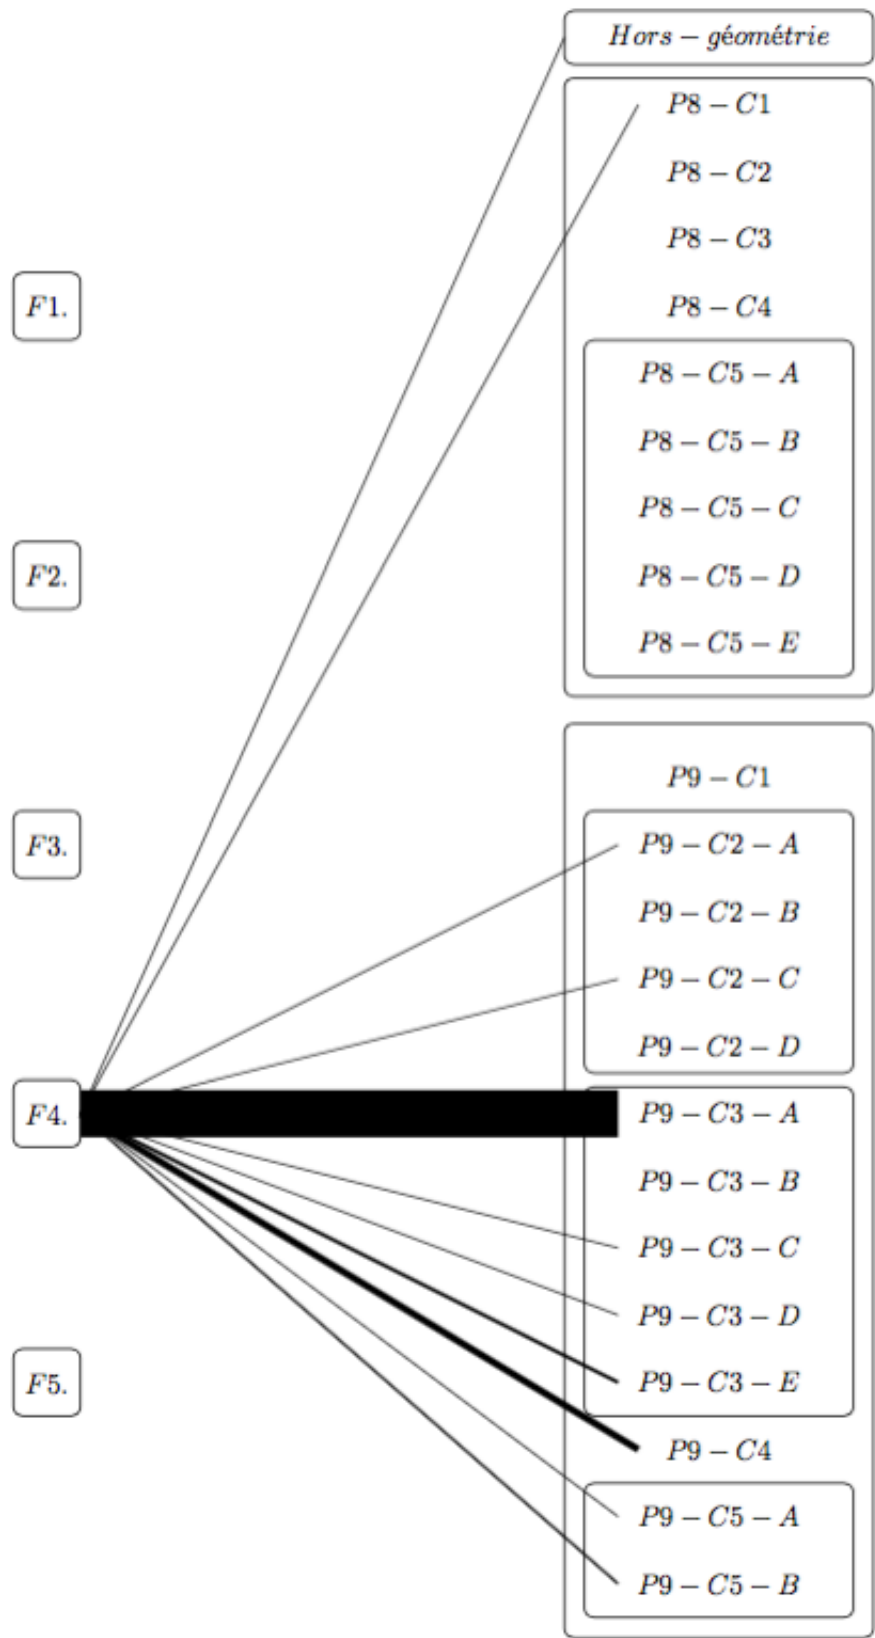 Hors – géométrie
P8 – C1
P8 – C2
P8 – C3
F1.
P8 – C4
P8 – C5 – A
P8 – C5 – B
P8 – C5 – C
F2.
P8 – C5 – D
P8 – C5 – E
P9 – C1
F3.
P9 – C2 – A
P9 – C2 – B
P9 – C2 – C
P9 – C2 – D
F4.
P9 – C3 – A
P9 – C3 – B
P9 – C3 – C
P9 – C3 – D
F5.
P9 – C3 – E
P9 – C4
P9 – C5 – A
P9 – C5 – B